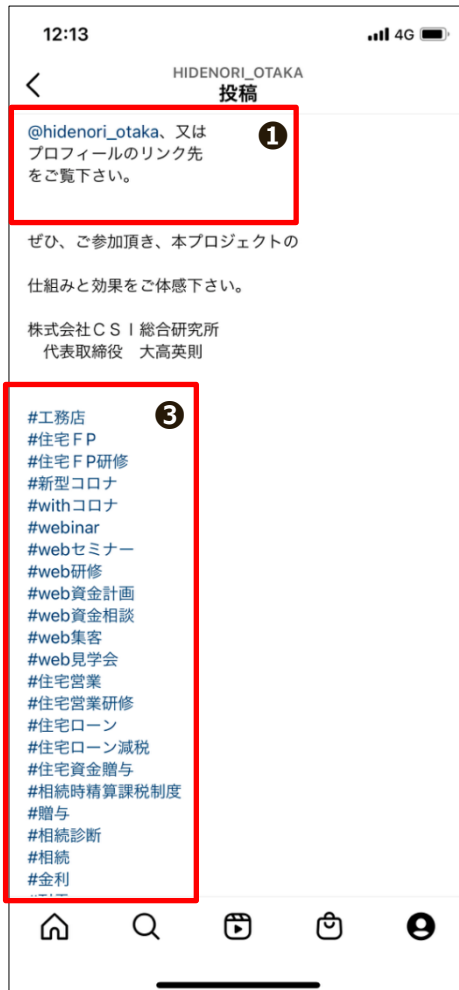 12:13
4G
HIDENORI_OTAKA
投稿
@hidenori_otaka、又は
❶
プロフィールのリンク先
をご覧下さい。
ぜひ、ご参加頂き、本プロジェクトの
仕組みと効果をご体感下さい。
株式会社ＣＳＩ総合研究所
代表取締役　大高英則
❸
#工務店
#住宅ＦＰ
#住宅ＦＰ研修
#新型コロナ
#withコロナ
#webinar
#webセミナー
#web研修
#web資金計画
#web資金相談
#web集客
#web見学会
#住宅営業
#住宅営業研修
#住宅ローン
#住宅ローン減税
#住宅資金贈与
#相続時精算課税制度
#贈与
#相続診断
#相続
#金利